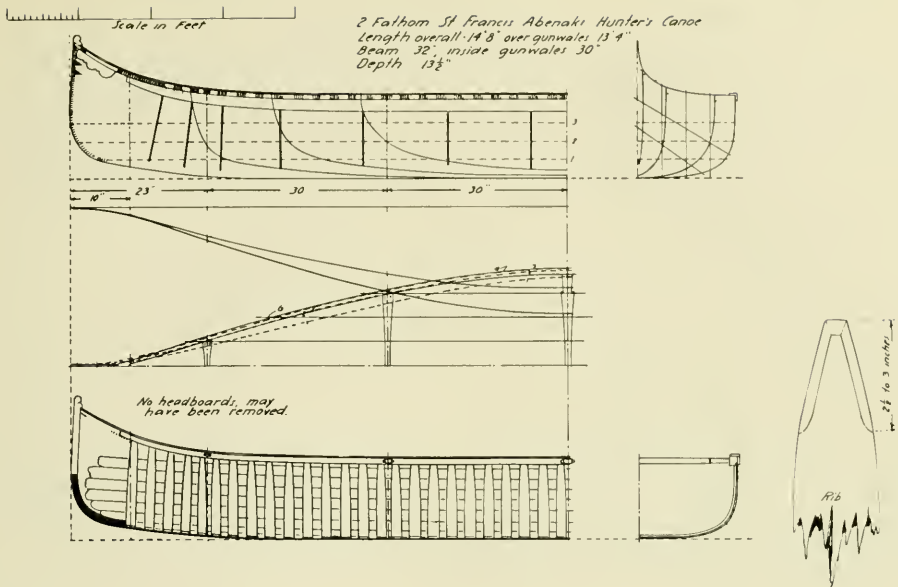 Scale in Feet
2 Fathom St Francis Abenaki Hunter's Canoe
Length overall 14'8" over gunwales 13'4"
Beam 32", inside gunwales 30"
Depth 13½"
3
2
1
23" 30 30"
10"
No headboards, may
have been removed.
2½ to 3 inches
Rib